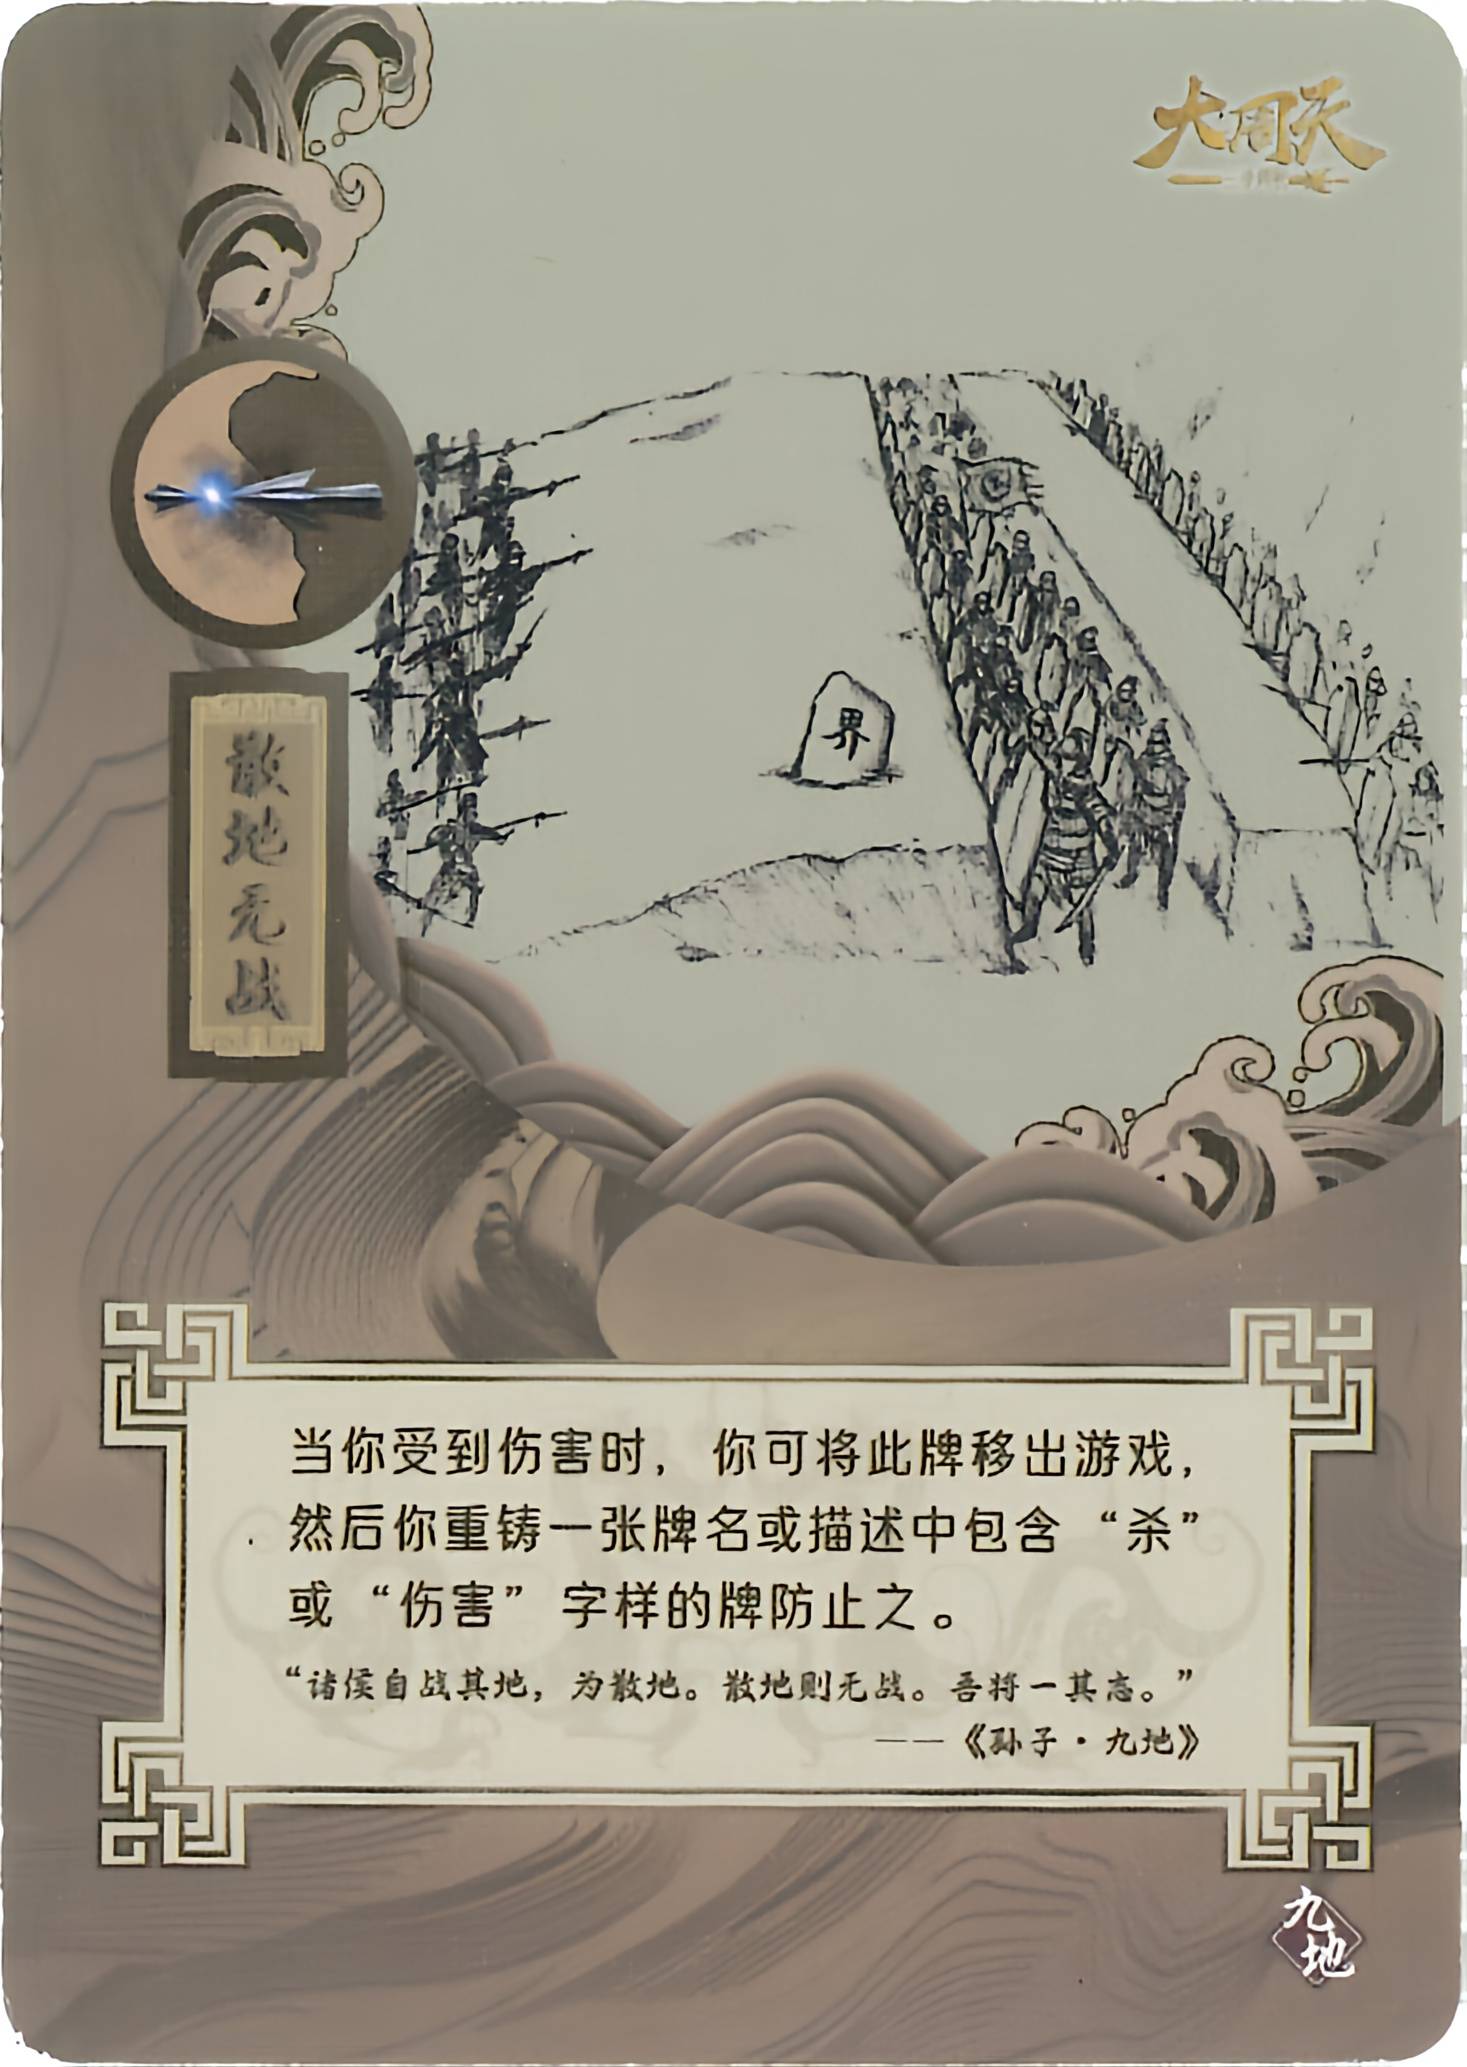 大周天
界
散地无战
当你受到伤害时，你可将此牌移出游戏，
然后你重铸一张牌名或描述中包含“杀”
或“伤害”字样的牌防止之。
“诸侯自战其地，为散地。散地则无战。吾将一其志。”
——《孙子·九地》
九地